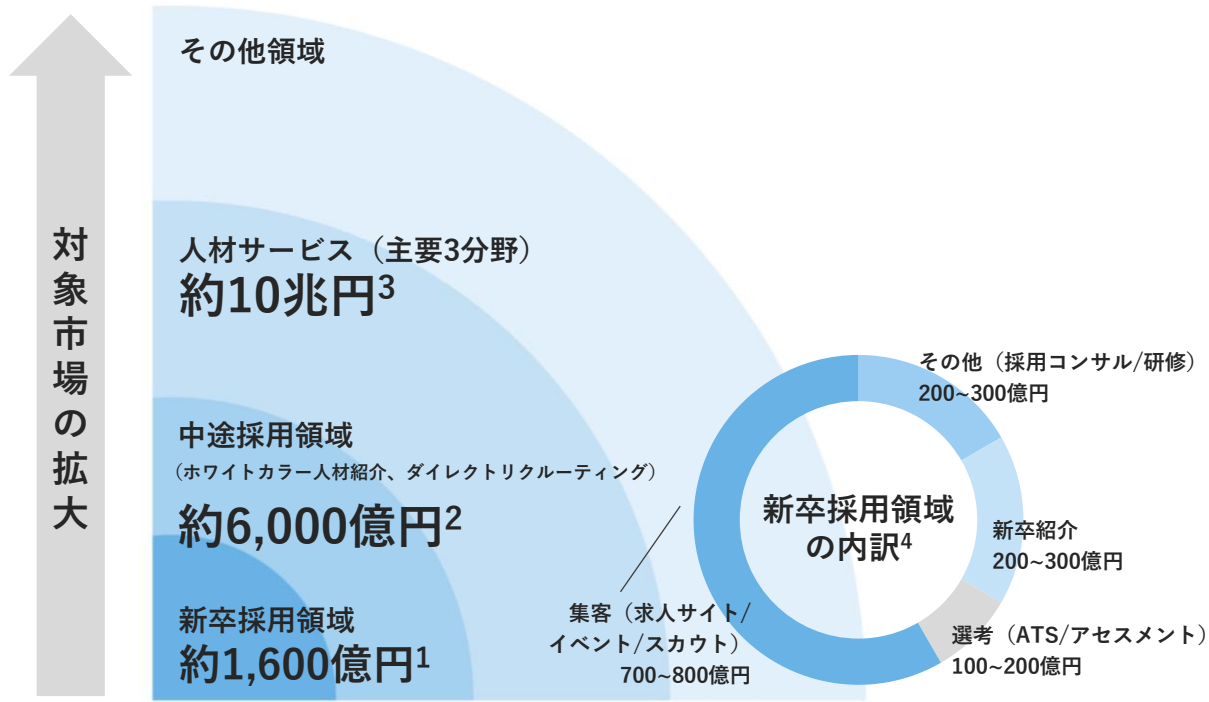 対象市場の拡大
その他領域
人材サービス（主要3分野）
約10兆円3
中途採用領域
（ホワイトカラー人材紹介、ダイレクトリクルーティング）
約6,000億円2
新卒採用領域
約1,600億円1
その他（採用コンサル/研修）
200~300億円
新卒採用領域
の内訳4
新卒紹介
200~300億円
集客（求人サイト/
イベント/スカウト）
700~800億円
選考（ATS/アセスメント）
100~200億円